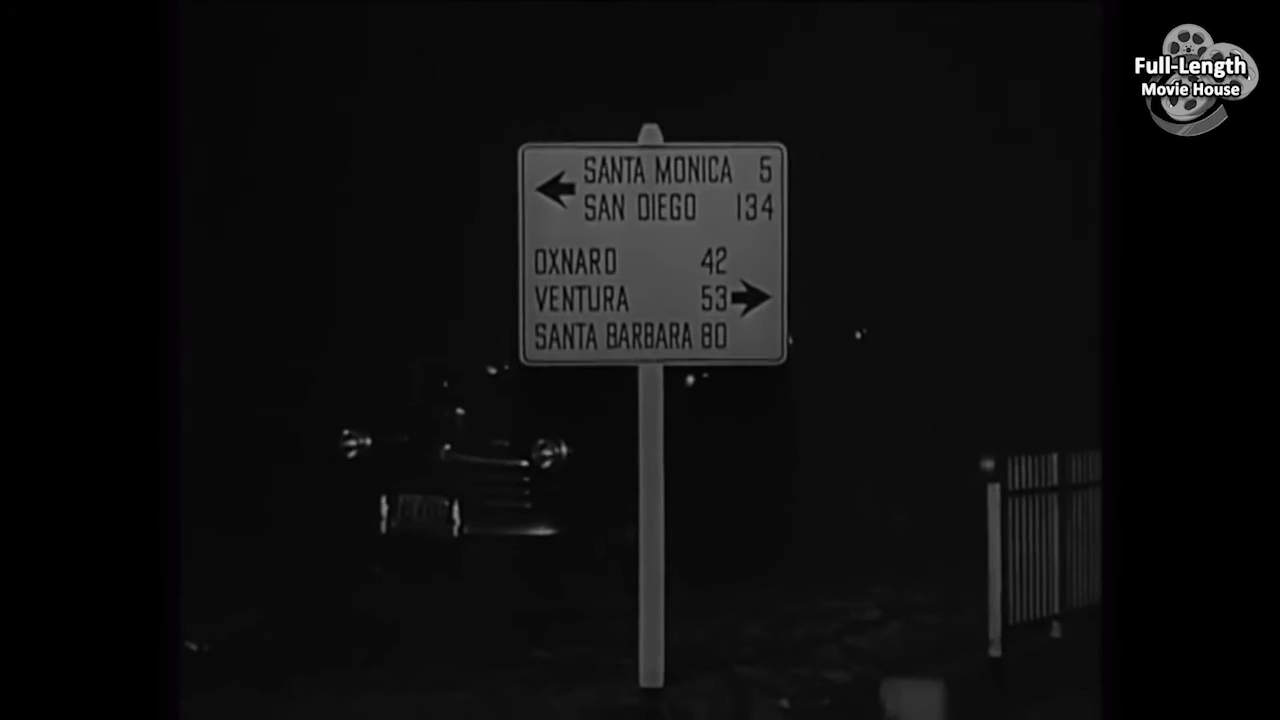 Full-Length
Movie House
SANTA MONICA 5
SAN DIEGO 134
OXNARD 42
VENTURA 53
SANTA BARBARA 80